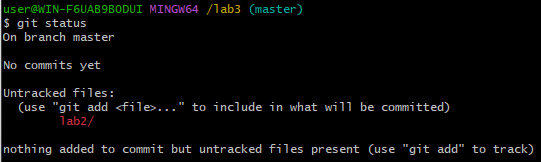 user@WIN-F6UAB9BODUI MINGW64 /lab3 (master)
$ git status
On branch master
No commits yet
Untracked files:
(use "git add <file>..." to include in what will be committed)
lab2/
nothing added to commit but untracked files present (use "git add" to track)